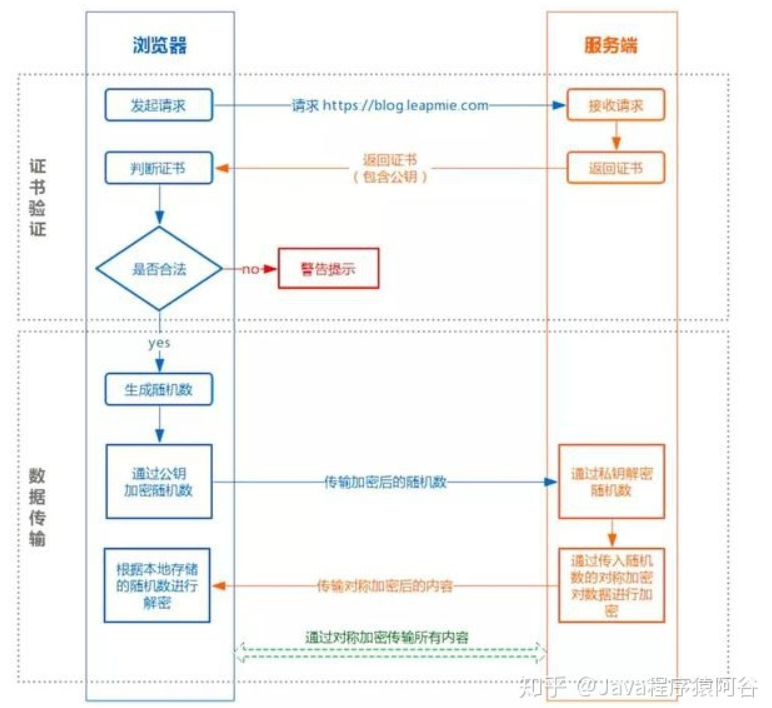 浏览器
服务端
证书验证
发起请求
请求 https://blog.leapmie.com
接收请求
判断证书
返回证书
（包含公钥）
返回证书
是否合法
no
警告提示
yes
数据传输
生成随机数
通过公钥
加密随机数
传输加密后的随机数
通过私钥解密
随机数
根据本地存储
的随机数进行
解密
传输对称加密后的内容
通过传入随机
数的对称加密
对数据进行加
密
通过对称加密传输所有内容
知乎 @Java程序猿阿谷